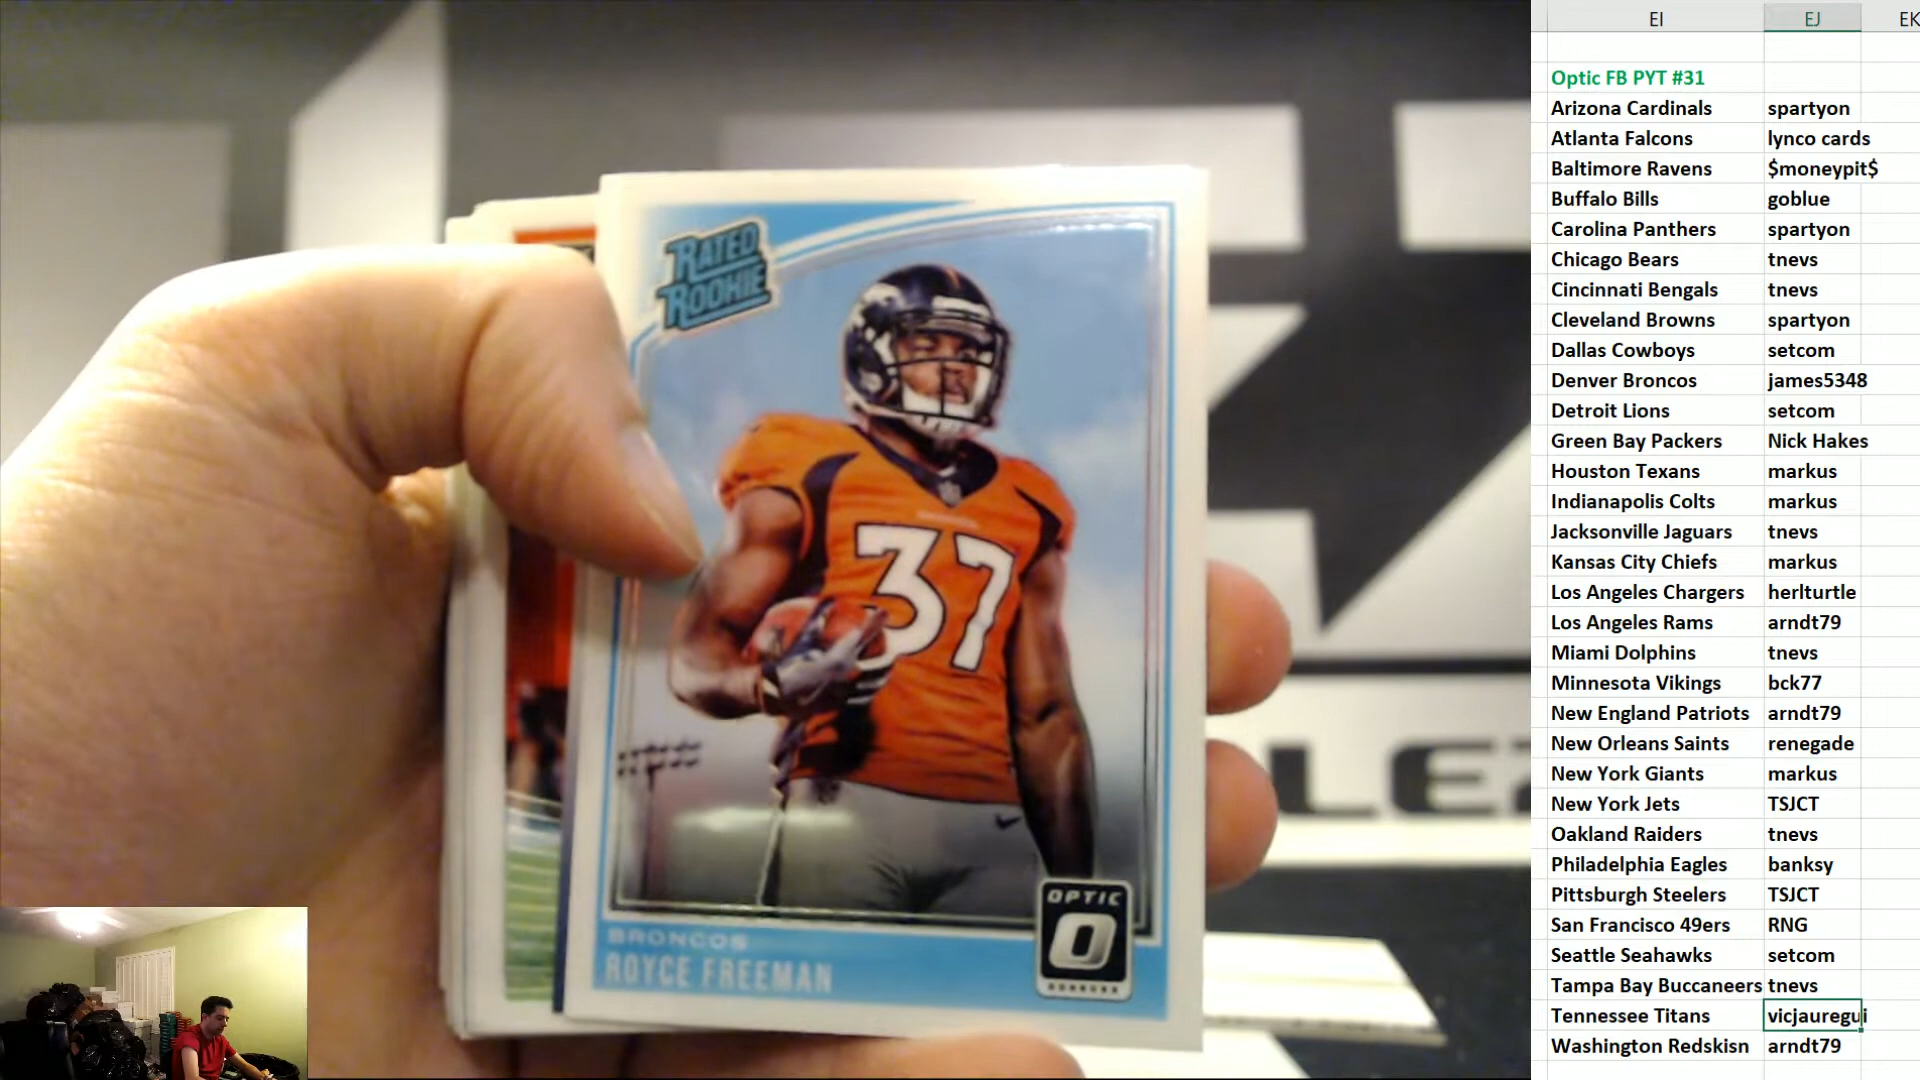 RATED
ROOKIE
37
OPTIC
O
DONRUSS
BRONCOS
ROYCE FREEMAN
LEZ
EI EJ EK
Optic FB PYT #31
Arizona Cardinals spartyon
Atlanta Falcons lynco cards
Baltimore Ravens $moneypit$
Buffalo Bills goblue
Carolina Panthers spartyon
Chicago Bears tnevs
Cincinnati Bengals tnevs
Cleveland Browns spartyon
Dallas Cowboys setcom
Denver Broncos james5348
Detroit Lions setcom
Green Bay Packers Nick Hakes
Houston Texans markus
Indianapolis Colts markus
Jacksonville Jaguars tnevs
Kansas City Chiefs markus
Los Angeles Chargers herlturtle
Los Angeles Rams arndt79
Miami Dolphins tnevs
Minnesota Vikings bck77
New England Patriots arndt79
New Orleans Saints renegade
New York Giants markus
New York Jets TSJCT
Oakland Raiders tnevs
Philadelphia Eagles banksy
Pittsburgh Steelers TSJCT
San Francisco 49ers RNG
Seattle Seahawks setcom
Tampa Bay Buccaneers tnevs
Tennessee Titans vicjauregui
Washington Redskisn arndt79